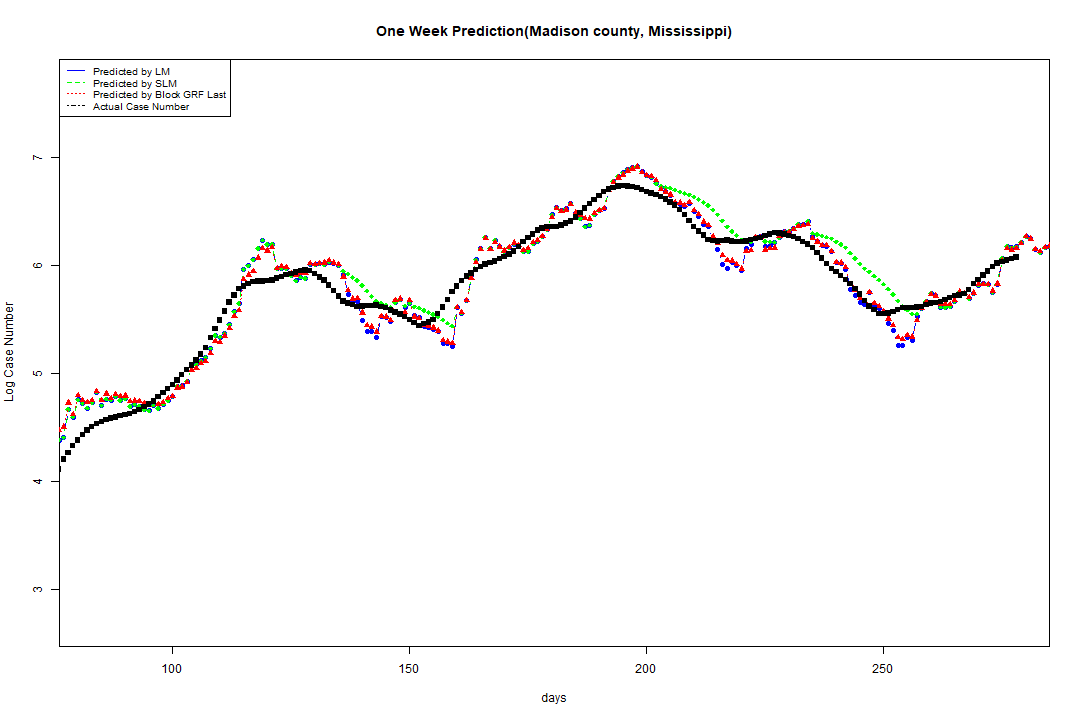 One Week Prediction(Madison county, Mississippi)
Predicted by LM
Predicted by SLM
Predicted by Block GRF Last
Actual Case Number
Log Case Number
7
6
5
4
3
100 150 200 250
days